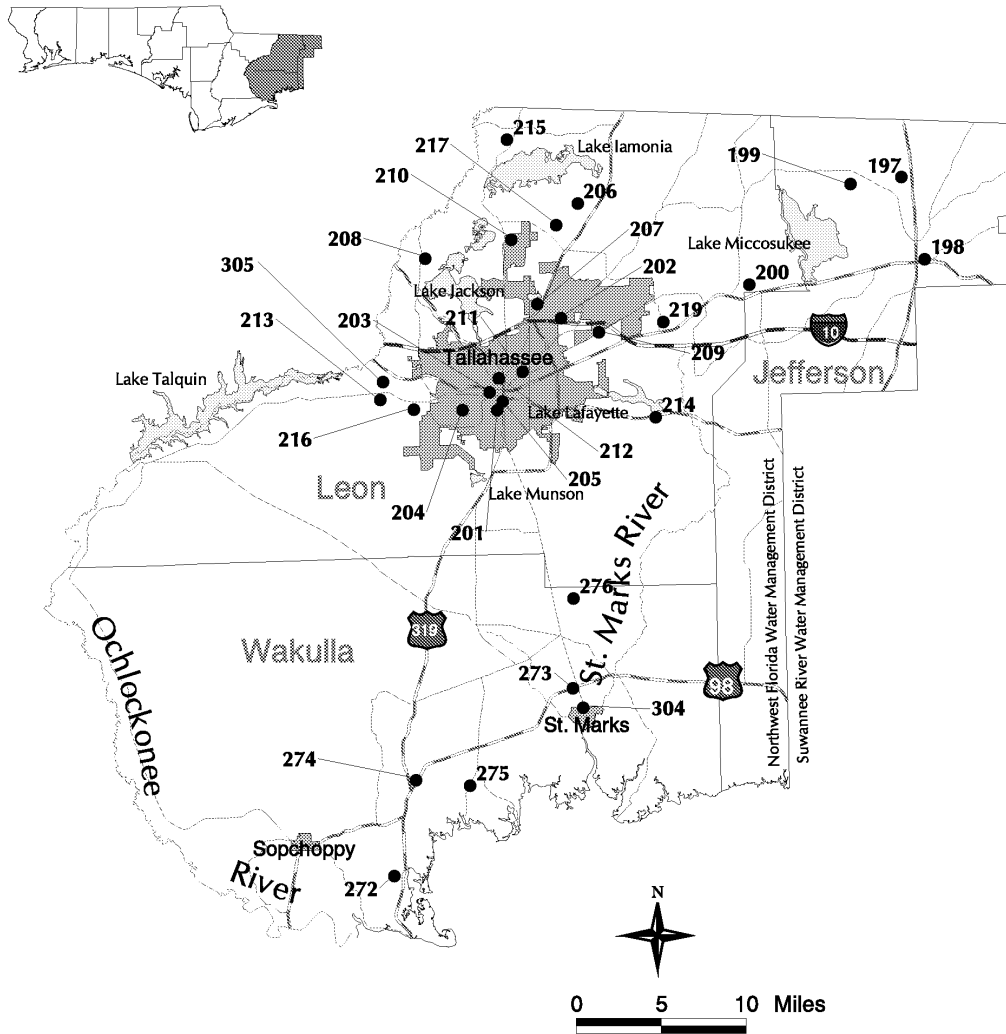 215
Lake Iamonia
217
199
197
210
206
207
208
Lake Miccosukee
198
202
305
200
Lake Jackson
211
219
213
203
10
209
Tallahassee
Jefferson
Lake Talquin
Lake Lafayette
214
216
212
205
Leon
Lake Munson
204
201
St. Marks River
Northwest Florida Water Management District
Suwannee River Water Management District
276
Ochlockonee
319
Wakulla
273
98
304
St. Marks
274
275
Sopchoppy
River
272
N
0 5 10 Miles